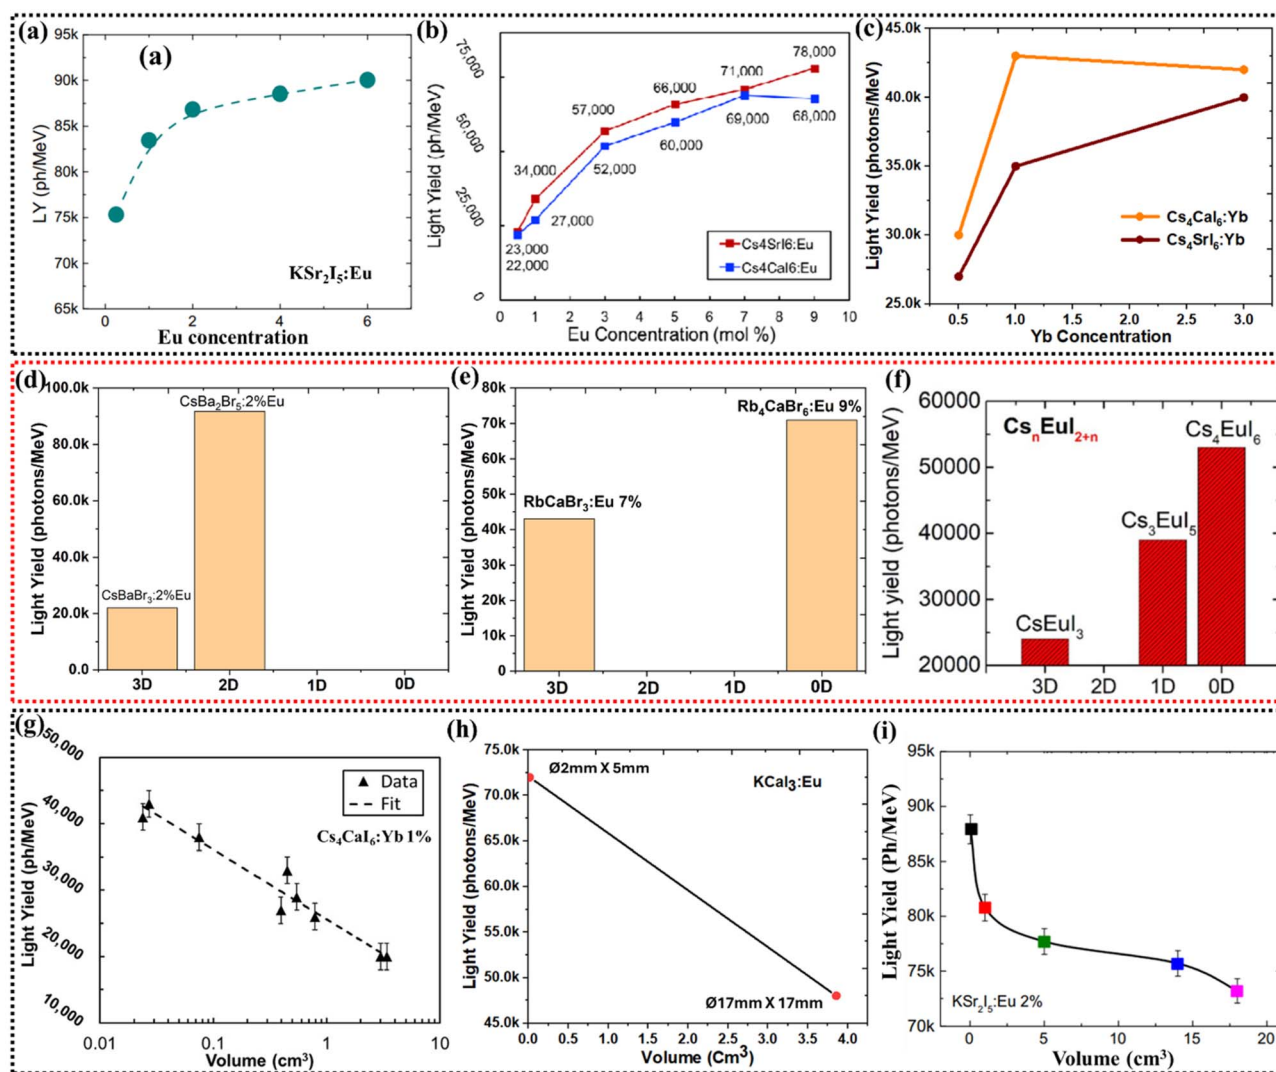 (a)
95k
90k
85k
80k
75k
70k
65k
LY (ph/MeV)
(a)
KSr₂I₅:Eu
0
2
4
6
Eu concentration
(b)
75,000
50,000
25,000
0
Light Yield (ph/MeV)
78,000
71,000
66,000
57,000
69,000
68,000
60,000
34,000
52,000
27,000
23,000
22,000
Cs4SrI6:Eu
Cs4CaI6:Eu
0 1 2 3 4 5 6 7 8 9 10
Eu Concentration (mol %)
(c)
45.0k
40.0k
35.0k
30.0k
25.0k
Light Yield (photons/MeV)
Cs₄CaI₆:Yb
Cs₄SrI₆:Yb
0.5 1.0 1.5 2.0 2.5 3.0
Yb Concentration
(d)
100.0k
80.0k
60.0k
40.0k
20.0k
0.0
Light Yield (photons/MeV)
CsBa₂Br₅:2%Eu
CsBaBr₃:2%Eu
3D 2D 1D 0D
(e)
80k
70k
60k
50k
40k
30k
20k
10k
0
Light Yield (photons/MeV)
Rb₄CaBr₆:Eu 9%
RbCaBr₃:Eu 7%
3D 2D 1D 0D
(f)
60000
50000
40000
30000
20000
Light yield (photons/MeV)
CsₙEuI₂₊ₙ
Cs₄EuI₆
Cs₃EuI₅
CsEuI₃
3D 2D 1D 0D
(g)
50,000
40,000
30,000
20,000
10,000
Light Yield (ph/MeV)
Data
Fit
Cs₄CaI₆:Yb 1%
0.01 0.1 1 10
Volume (cm³)
(h)
75.0k
70.0k
65.0k
60.0k
55.0k
50.0k
45.0k
Light Yield (photons/MeV)
Ø2mm X 5mm
KCaI₃:Eu
Ø17mm X 17mm
0.0 0.5 1.0 1.5 2.0 2.5 3.0 3.5 4.0
Volume (Cm³)
(i)
95k
90k
85k
80k
75k
70k
Light Yield (Ph/MeV)
KSr₂I₅:Eu 2%
0 5 10 15 20
Volume (cm³)